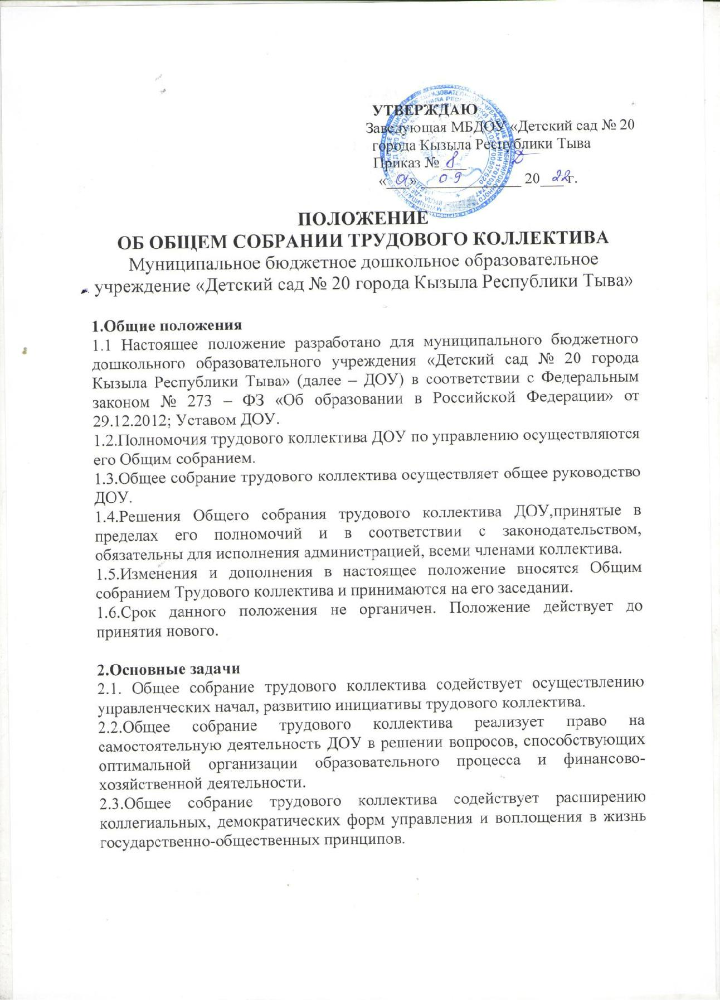 УТВЕРЖДАЮ
Заведующая МБДОУ «Детский сад № 20
города Кызыла Республики Тыва
Приказ № 8
« » 09 2022г.
ПОЛОЖЕНИЕ
ОБ ОБЩЕМ СОБРАНИИ ТРУДОВОГО КОЛЛЕКТИВА
Муниципальное бюджетное дошкольное образовательное
учреждение «Детский сад № 20 города Кызыла Республики Тыва»
1.Общие положения
1.1 Настоящее положение разработано для муниципального бюджетного
дошкольного образовательного учреждения «Детский сад № 20 города
Кызыла Республики Тыва» (далее – ДОУ) в соответствии с Федеральным
законом № 273 – ФЗ «Об образовании в Российской Федерации» от
29.12.2012; Уставом ДОУ.
1.2.Полномочия трудового коллектива ДОУ по управлению осуществляются
его Общим собранием.
1.3.Общее собрание трудового коллектива осуществляет общее руководство
ДОУ.
1.4.Решения Общего собрания трудового коллектива ДОУ,принятые в
пределах его полномочий и в соответствии с законодательством,
обязательны для исполнения администрацией, всеми членами коллектива.
1.5.Изменения и дополнения в настоящее положение вносятся Общим
собранием Трудового коллектива и принимаются на его заседании.
1.6.Срок данного положения не органичен. Положение действует до
принятия нового.
2.Основные задачи
2.1. Общее собрание трудового коллектива содействует осуществлению
управленческих начал, развитию инициативы трудового коллектива.
2.2.Общее собрание трудового коллектива реализует право на
самостоятельную деятельность ДОУ в решении вопросов, способствующих
оптимальной организации образовательного процесса и финансово-
хозяйственной деятельности.
2.3.Общее собрание трудового коллектива содействует расширению
коллегиальных, демократических форм управления и воплощения в жизнь
государственно-общественных принципов.